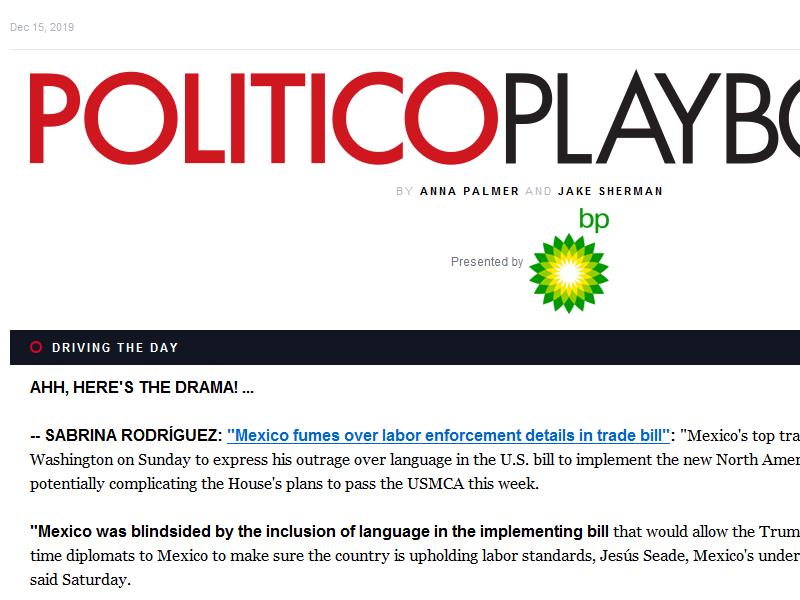 Dec 15, 2019
POLITICOPLAYBO
BY ANNA PALMER AND JAKE SHERMAN
bp
Presented by
DRIVING THE DAY
AHH, HERE'S THE DRAMA! ...
-- SABRINA RODRÍGUEZ: "Mexico fumes over labor enforcement details in trade bill": "Mexico's top tra
Washington on Sunday to express his outrage over language in the U.S. bill to implement the new North Amer
potentially complicating the House's plans to pass the USMCA this week.
"Mexico was blindsided by the inclusion of language in the implementing bill that would allow the Trum
time diplomats to Mexico to make sure the country is upholding labor standards, Jesús Seade, Mexico's under
said Saturday.